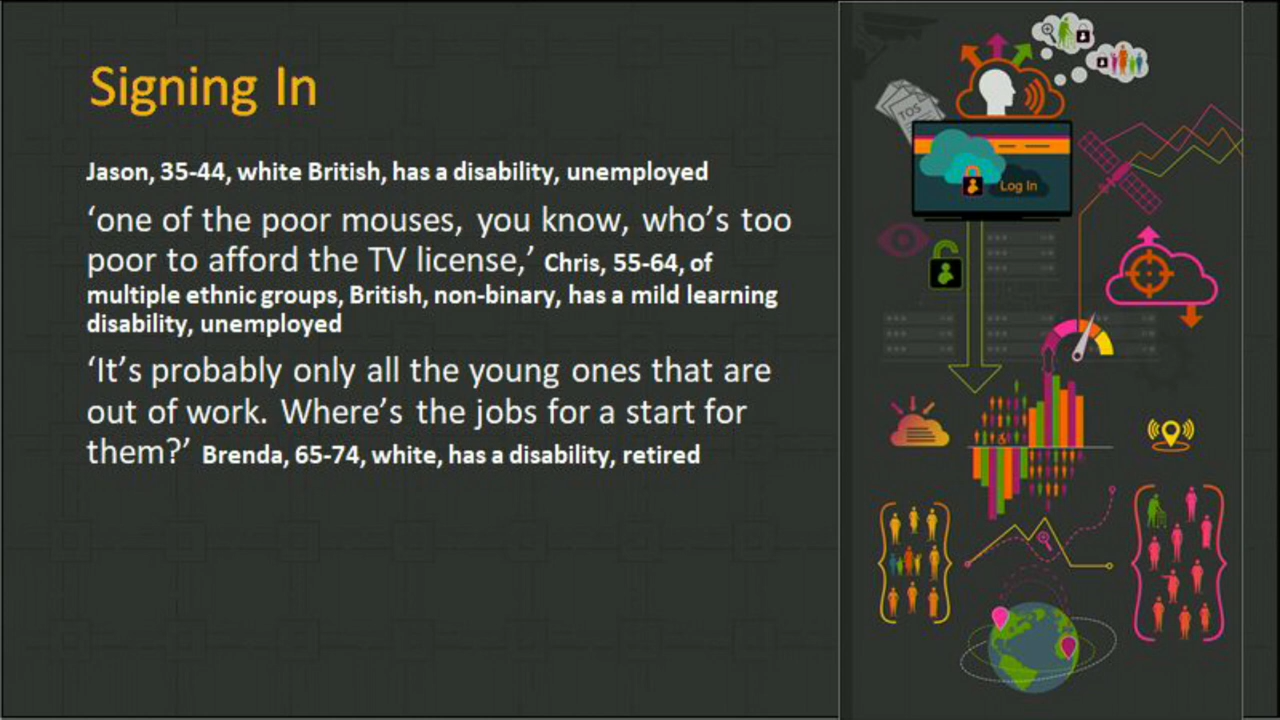 Signing In
Jason, 35-44, white British, has a disability, unemployed
‘one of the poor mouses, you know, who’s too
poor to afford the TV license,’ Chris, 55-64, of
multiple ethnic groups, British, non-binary, has a mild learning
disability, unemployed
‘It’s probably only all the young ones that are
out of work. Where’s the jobs for a start for
them?’ Brenda, 65-74, white, has a disability, retired
TOS
Log In